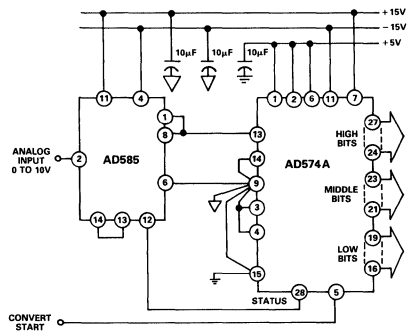 +15V
−15V
+5V
10µF
10µF
10µF
11
4
1
2
6
11
7
1
8
13
27
HIGH
BITS
14
24
ANALOG
INPUT
0 TO 10V
2
AD585
AD574A
6
9
23
MIDDLE
BITS
3
21
14
13
12
4
19
LOW
BITS
15
16
STATUS
28
5
CONVERT
START